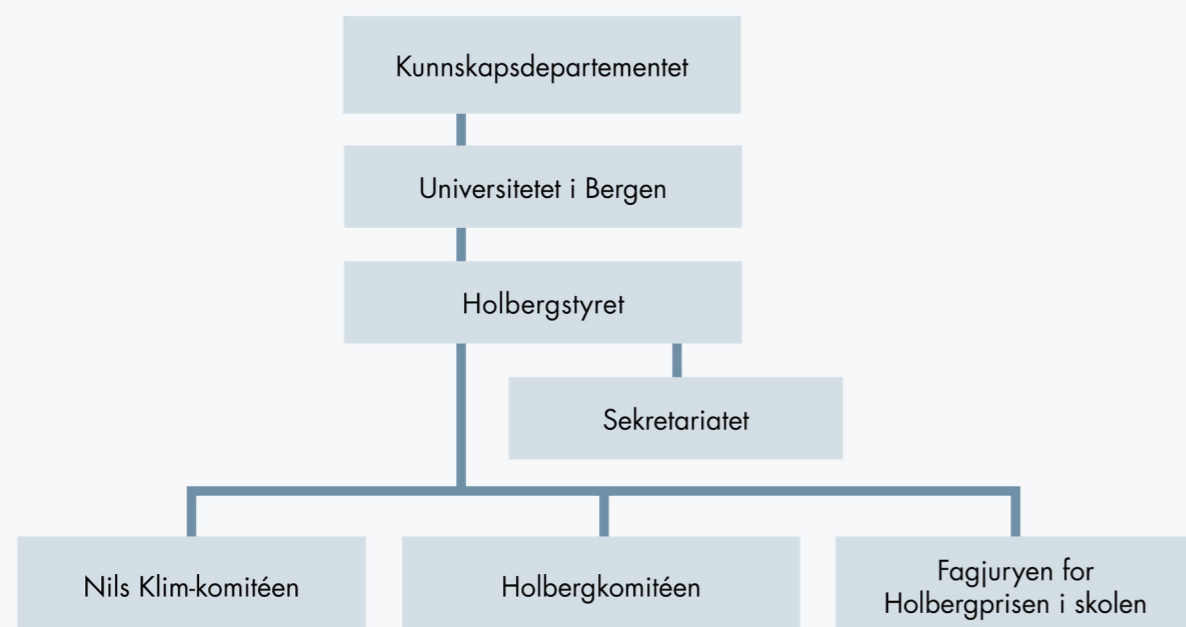 Kunnskapsdepartementet
Universitetet i Bergen
Holbergstyret
Sekretariatet
Nils Klim-komitéen
Holbergkomitéen
Fagjuryen for
Holbergprisen i skolen